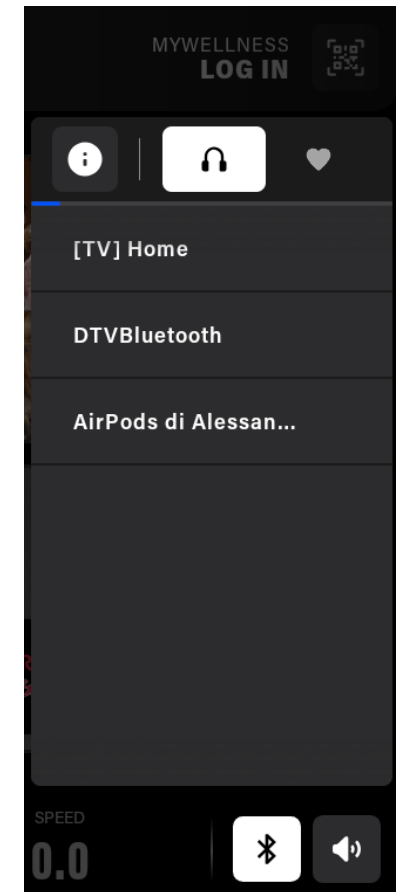 MYWELLNESS
LOG IN
[TV] Home
DTVBluetooth
AirPods di Alessan...
SPEED
0.0